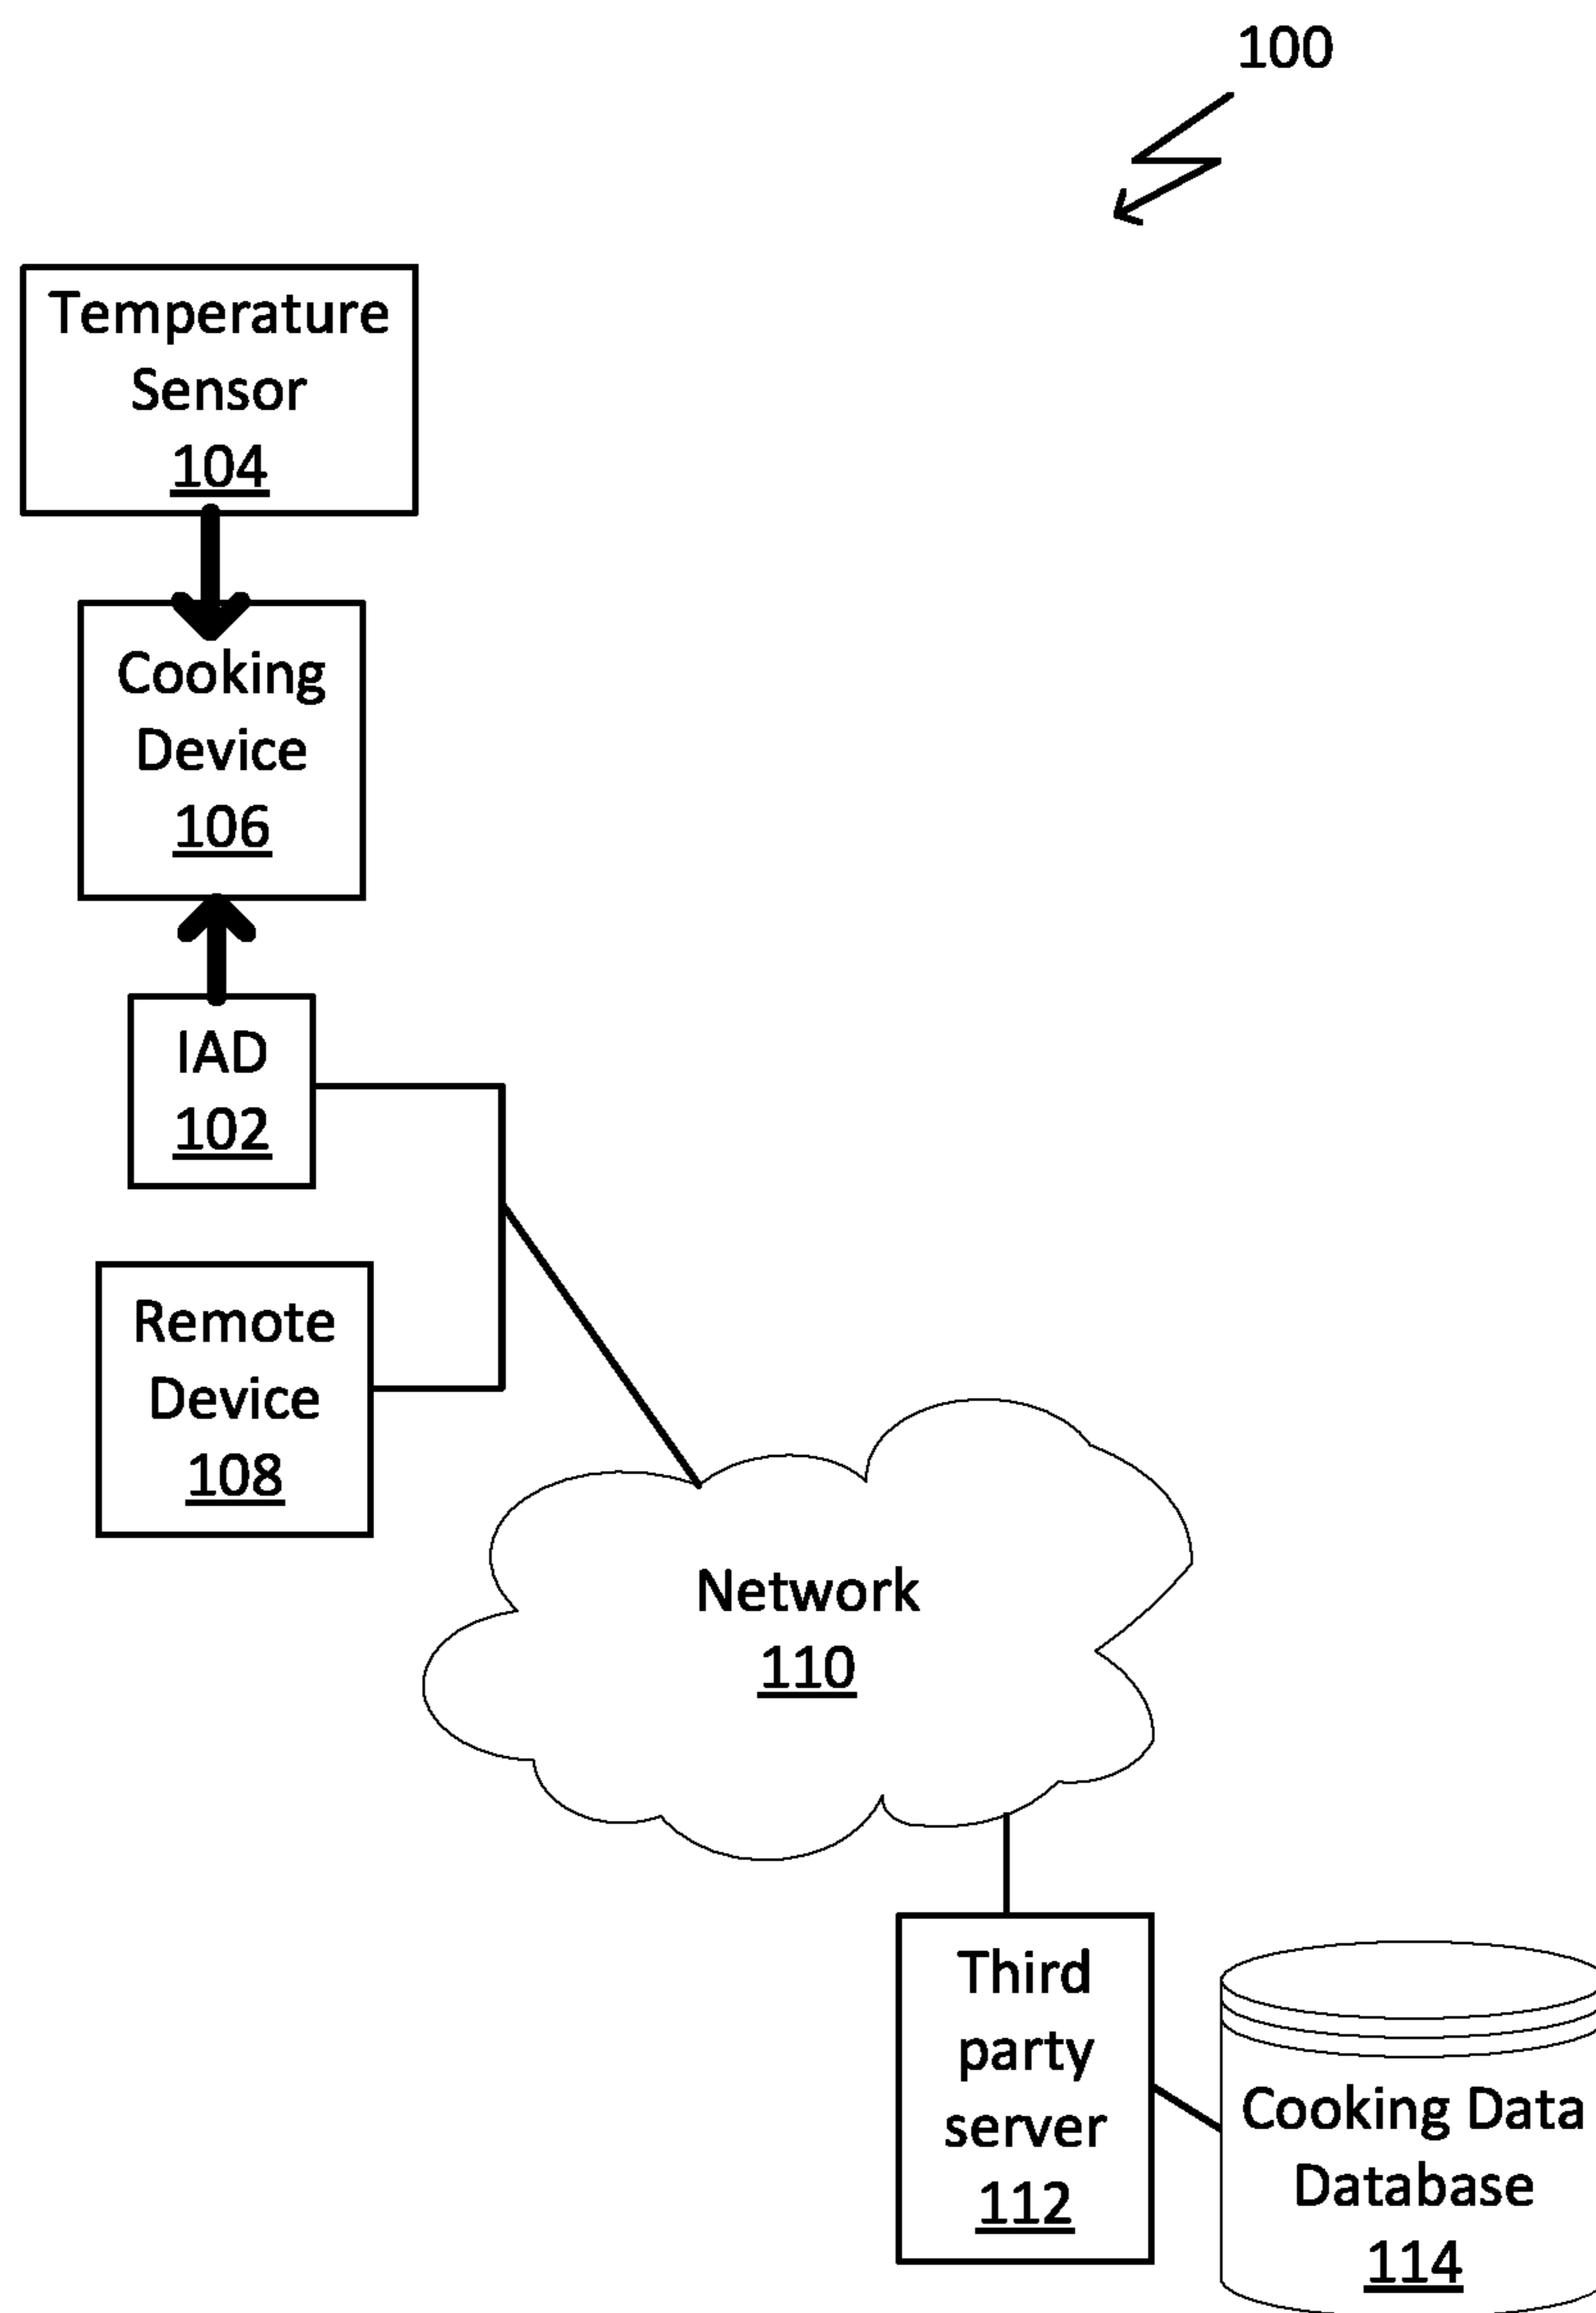 100
Temperature
Sensor
104
Cooking
Device
106
IAD
102
Remote
Device
108
Network
110
Third
party
server
112
Cooking Data
Database
114